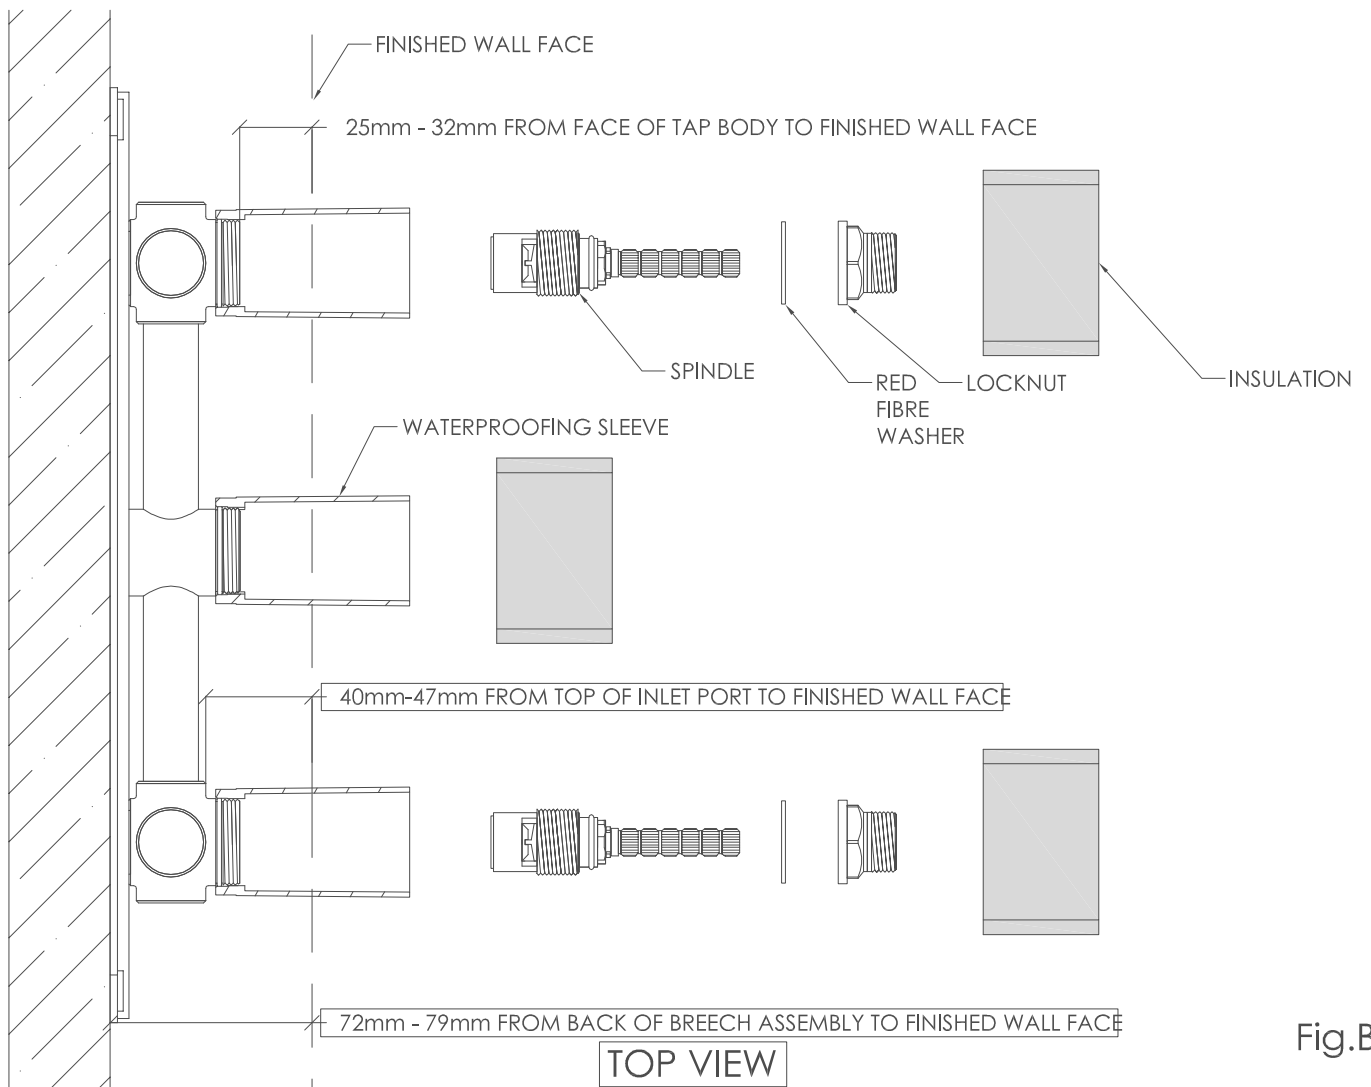 FINISHED WALL FACE
25mm - 32mm FROM FACE OF TAP BODY TO FINISHED WALL FACE
SPINDLE
RED
FIBRE
WASHER
LOCKNUT
INSULATION
WATERPROOFING SLEEVE
40mm-47mm FROM TOP OF INLET PORT TO FINISHED WALL FACE
72mm - 79mm FROM BACK OF BREECH ASSEMBLY TO FINISHED WALL FACE
TOP VIEW
Fig.B